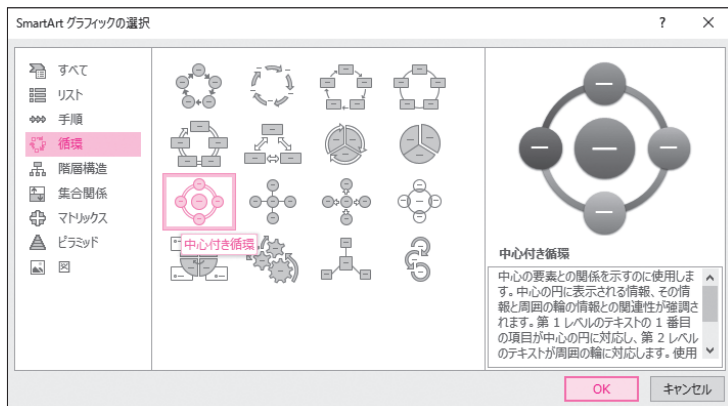 SmartArt グラフィックの選択
? ×
すべて
リスト
手順
循環
階層構造
集合関係
マトリックス
ピラミッド
図
中心付き循環
中心付き循環
中心の要素との関係を示すのに使用しま
す。中心の円に表示される情報、その情
報と周囲の輪の情報との関連性が強調さ
れます。第 1 レベルのテキストの 1 番目
の項目が中心の円に対応し、第 2 レベル
のテキストが周囲の輪に対応します。使用
OK
キャンセル